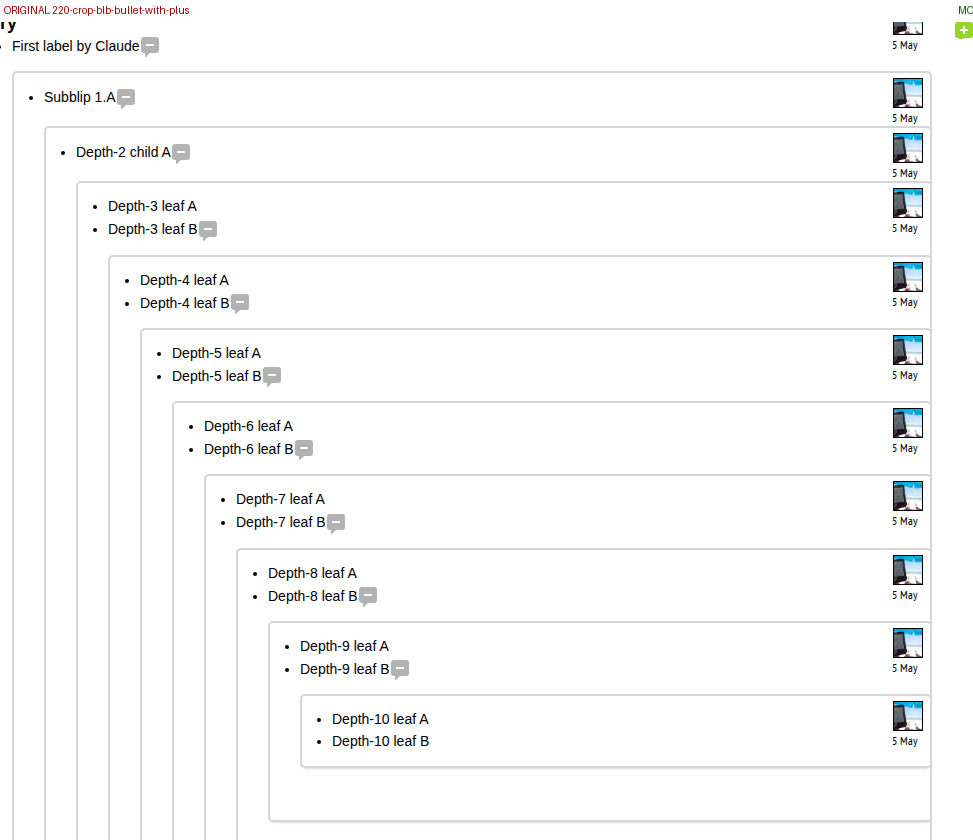 ORIGINAL 220-crop-blb-bullet-with-plus MO
ry
First label by Claude 5 May
Subblip 1.A
5 May
Depth-2 child A
5 May
Depth-3 leaf A
Depth-3 leaf B 5 May
Depth-4 leaf A
Depth-4 leaf B 5 May
Depth-5 leaf A
Depth-5 leaf B 5 May
Depth-6 leaf A
Depth-6 leaf B 5 May
Depth-7 leaf A
Depth-7 leaf B 5 May
Depth-8 leaf A
Depth-8 leaf B 5 May
Depth-9 leaf A
Depth-9 leaf B 5 May
Depth-10 leaf A
Depth-10 leaf B 5 May